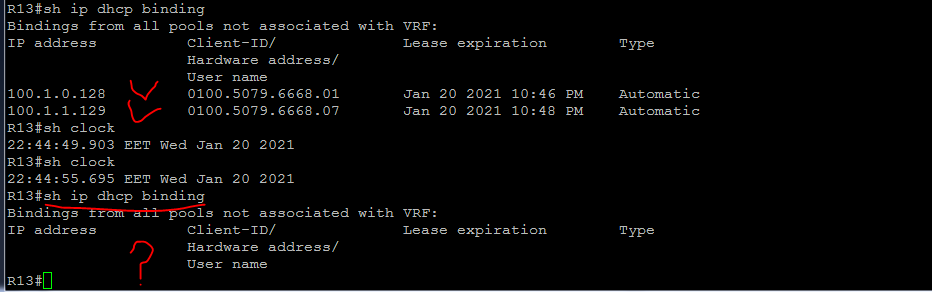 R13#sh ip dhcp binding
Bindings from all pools not associated with VRF:
IP address          Client-ID/              Lease expiration        Type
                    Hardware address/
                    User name
100.1.0.128         0100.5079.6668.01       Jan 20 2021 10:46 PM    Automatic
100.1.1.129         0100.5079.6668.07       Jan 20 2021 10:48 PM    Automatic
R13#sh clock
22:44:49.903 EET Wed Jan 20 2021
R13#sh clock
22:44:55.695 EET Wed Jan 20 2021
R13#sh ip dhcp binding
Bindings from all pools not associated with VRF:
IP address          Client-ID/              Lease expiration        Type
                    Hardware address/
                    User name
?
R13#